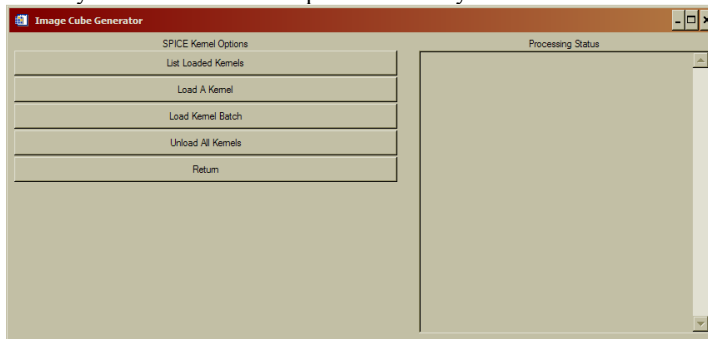 Image Cube Generator
SPICE Kernel Options
Processing Status
List Loaded Kernels
Load A Kernel
Load Kernel Batch
Unload All Kernels
Return